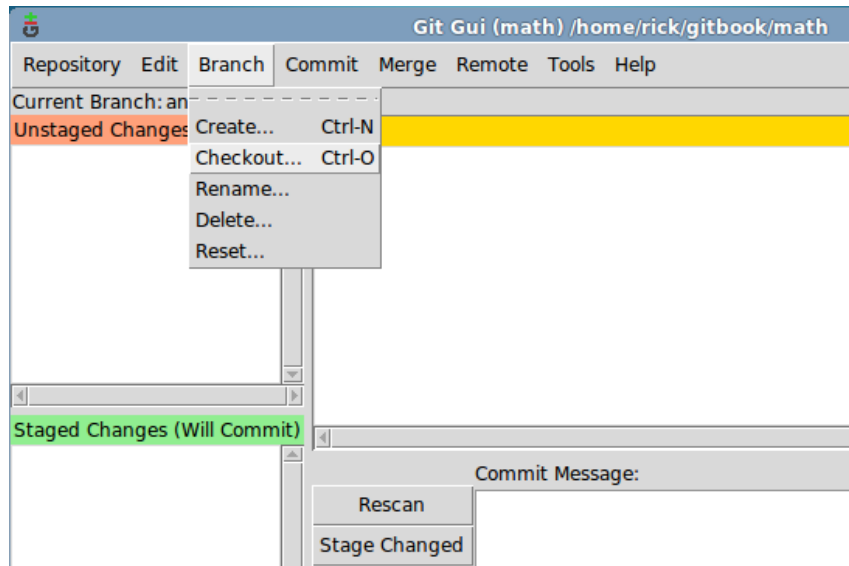 Git Gui (math) /home/rick/gitbook/math
Repository Edit Branch Commit Merge Remote Tools Help
Current Branch: an
Unstaged Changes
Create... Ctrl-N
Checkout... Ctrl-O
Rename...
Delete...
Reset...
Staged Changes (Will Commit)
Commit Message:
Rescan
Stage Changed